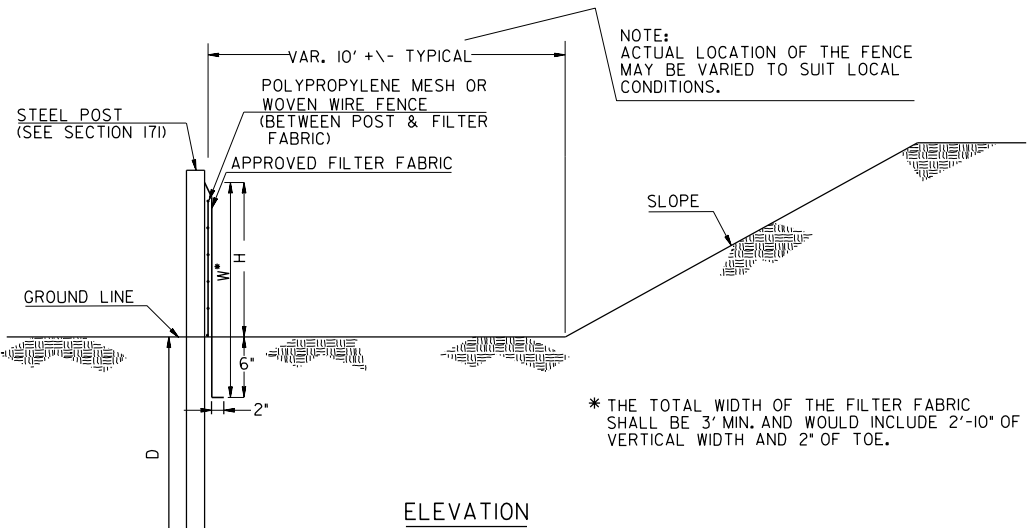 NOTE:
ACTUAL LOCATION OF THE FENCE
MAY BE VARIED TO SUIT LOCAL
CONDITIONS.
VAR. 10' +\- TYPICAL
POLYPROPYLENE MESH OR
WOVEN WIRE FENCE
(BETWEEN POST & FILTER
FABRIC)
STEEL POST
(SEE SECTION 171)
APPROVED FILTER FABRIC
SLOPE
W*
H
GROUND LINE
6"
2"
D
* THE TOTAL WIDTH OF THE FILTER FABRIC
SHALL BE 3' MIN. AND WOULD INCLUDE 2'-10" OF
VERTICAL WIDTH AND 2" OF TOE.
ELEVATION